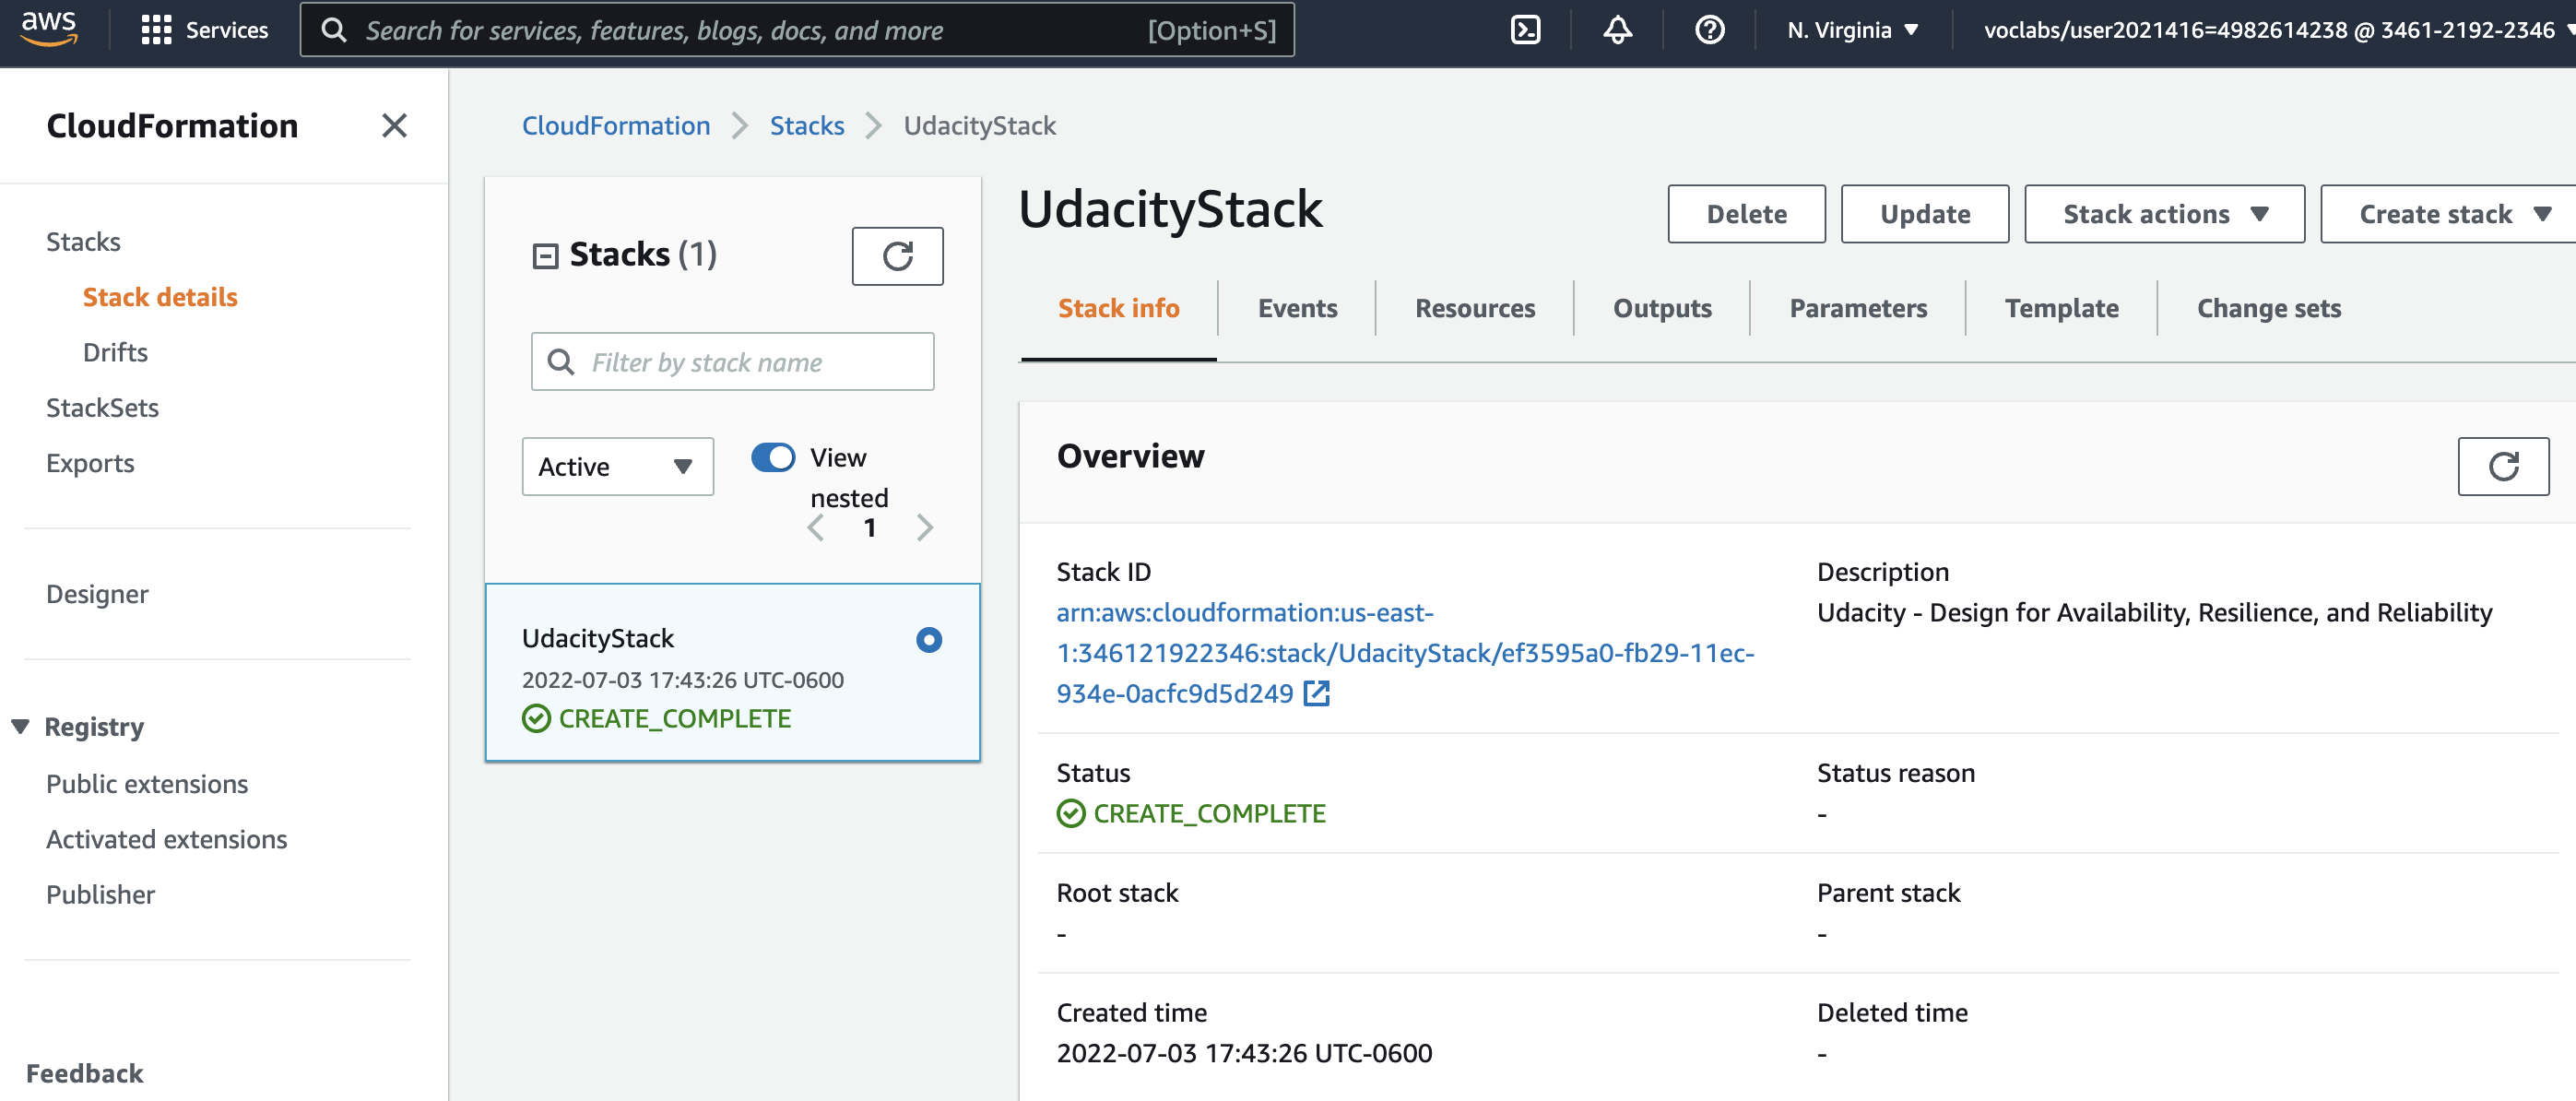 aws
Services
Search for services, features, blogs, docs, and more
[Option+S]
N. Virginia
voclabs/user2021416=4982614238 @ 3461-2192-2346
CloudFormation
Stacks
Stack details
Drifts
StackSets
Exports
Designer
Registry
Public extensions
Activated extensions
Publisher
Feedback
CloudFormation
Stacks
UdacityStack
Stacks (1)
Filter by stack name
Active
View
nested
1
UdacityStack
2022-07-03 17:43:26 UTC-0600
CREATE_COMPLETE
UdacityStack
Delete
Update
Stack actions
Create stack
Stack info
Events
Resources
Outputs
Parameters
Template
Change sets
Overview
Stack ID
arn:aws:cloudformation:us-east-
1:346121922346:stack/UdacityStack/ef3595a0-fb29-11ec-
934e-0acfc9d5d249
Description
Udacity - Design for Availability, Resilience, and Reliability
Status
CREATE_COMPLETE
Status reason
-
Root stack
-
Parent stack
-
Created time
2022-07-03 17:43:26 UTC-0600
Deleted time
-